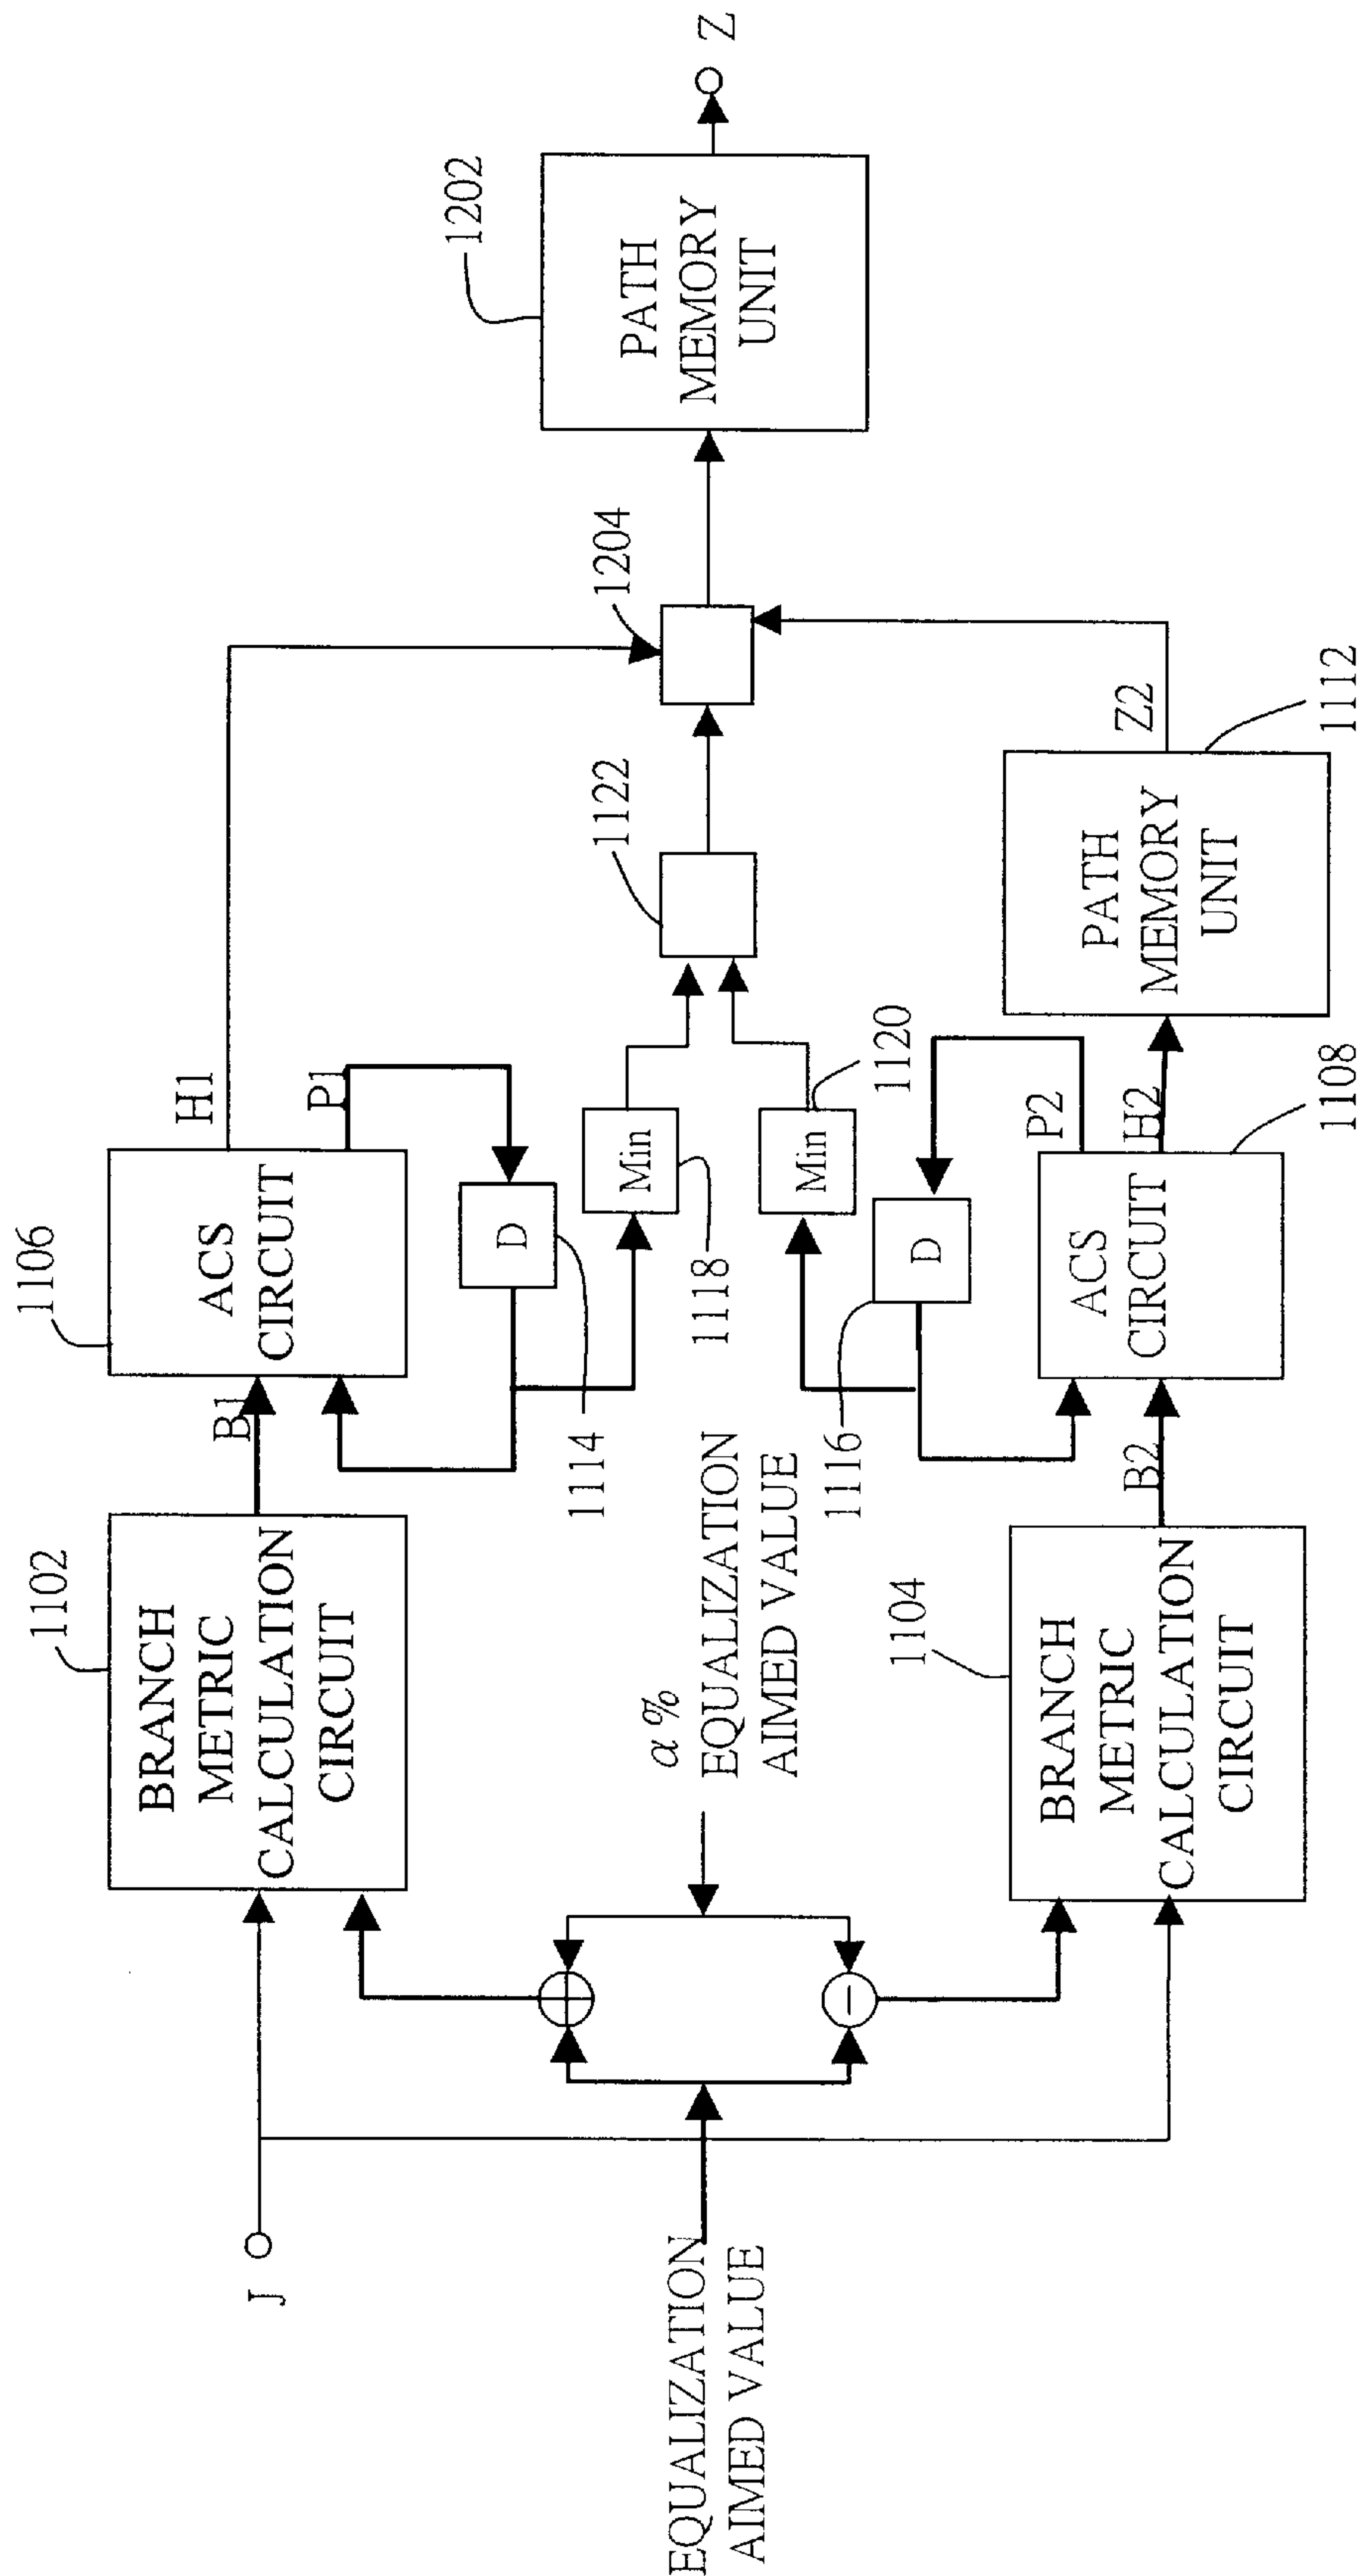 J
EQUALIZATION
AIMED VALUE
1102
BRANCH
METRIC
CALCULATION
CIRCUIT
B1
1106
ACS
CIRCUIT
H1
P1
D
1114
Min
1118
α%
EQUALIZATION
AIMED VALUE
1104
BRANCH
METRIC
CALCULATION
CIRCUIT
B2
1116
D
Min
1120
ACS
CIRCUIT
1108
P2
H2
PATH
MEMORY
UNIT
1112
Z2
1122
1204
1202
PATH
MEMORY
UNIT
Z